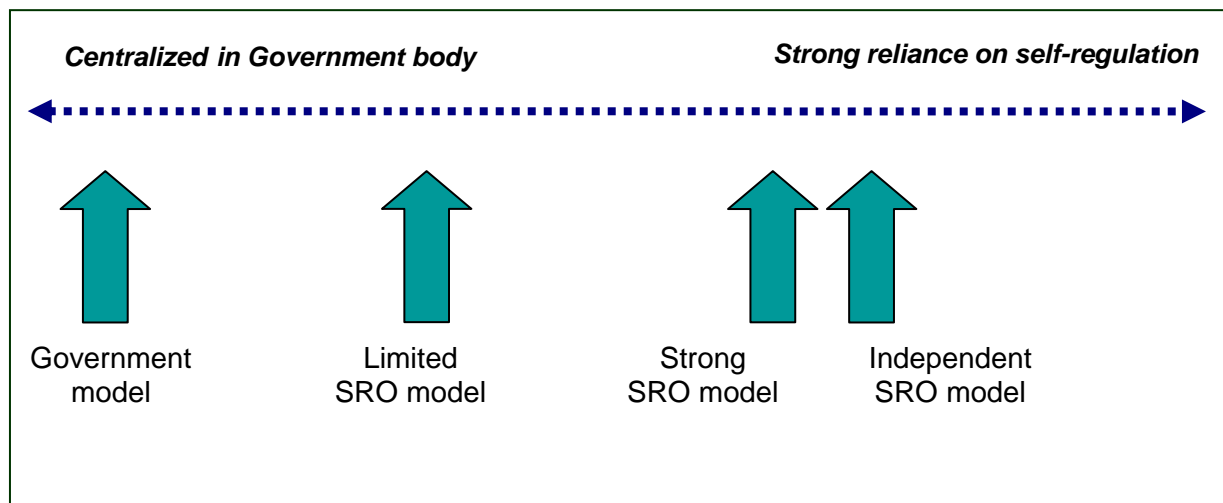 Centralized in Government body
Strong reliance on self-regulation
Government
model
Limited
SRO model
Strong
SRO model
Independent
SRO model